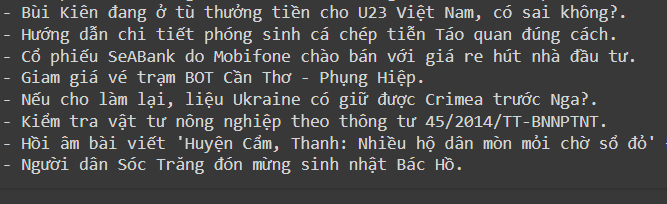 - Bùi Kiên đang ở tù thưởng tiền cho U23 Việt Nam, có sai không?.
- Hướng dẫn chi tiết phóng sinh cá chép tiễn Táo quan đúng cách.
- Cổ phiếu SeABank do Mobifone chào bán với giá re hút nhà đầu tư.
- Giam giá vé trạm BOT Cần Thơ - Phụng Hiệp.
- Nếu cho làm lại, liệu Ukraine có giữ được Crimea trước Nga?.
- Kiểm tra vật tư nông nghiệp theo thông tư 45/2014/TT-BNNPTNT.
- Hồi âm bài viết 'Huyện Cẩm, Thanh: Nhiều hộ dân mòn mỏi chờ sổ đỏ'
- Người dân Sóc Trăng đón mừng sinh nhật Bác Hồ.